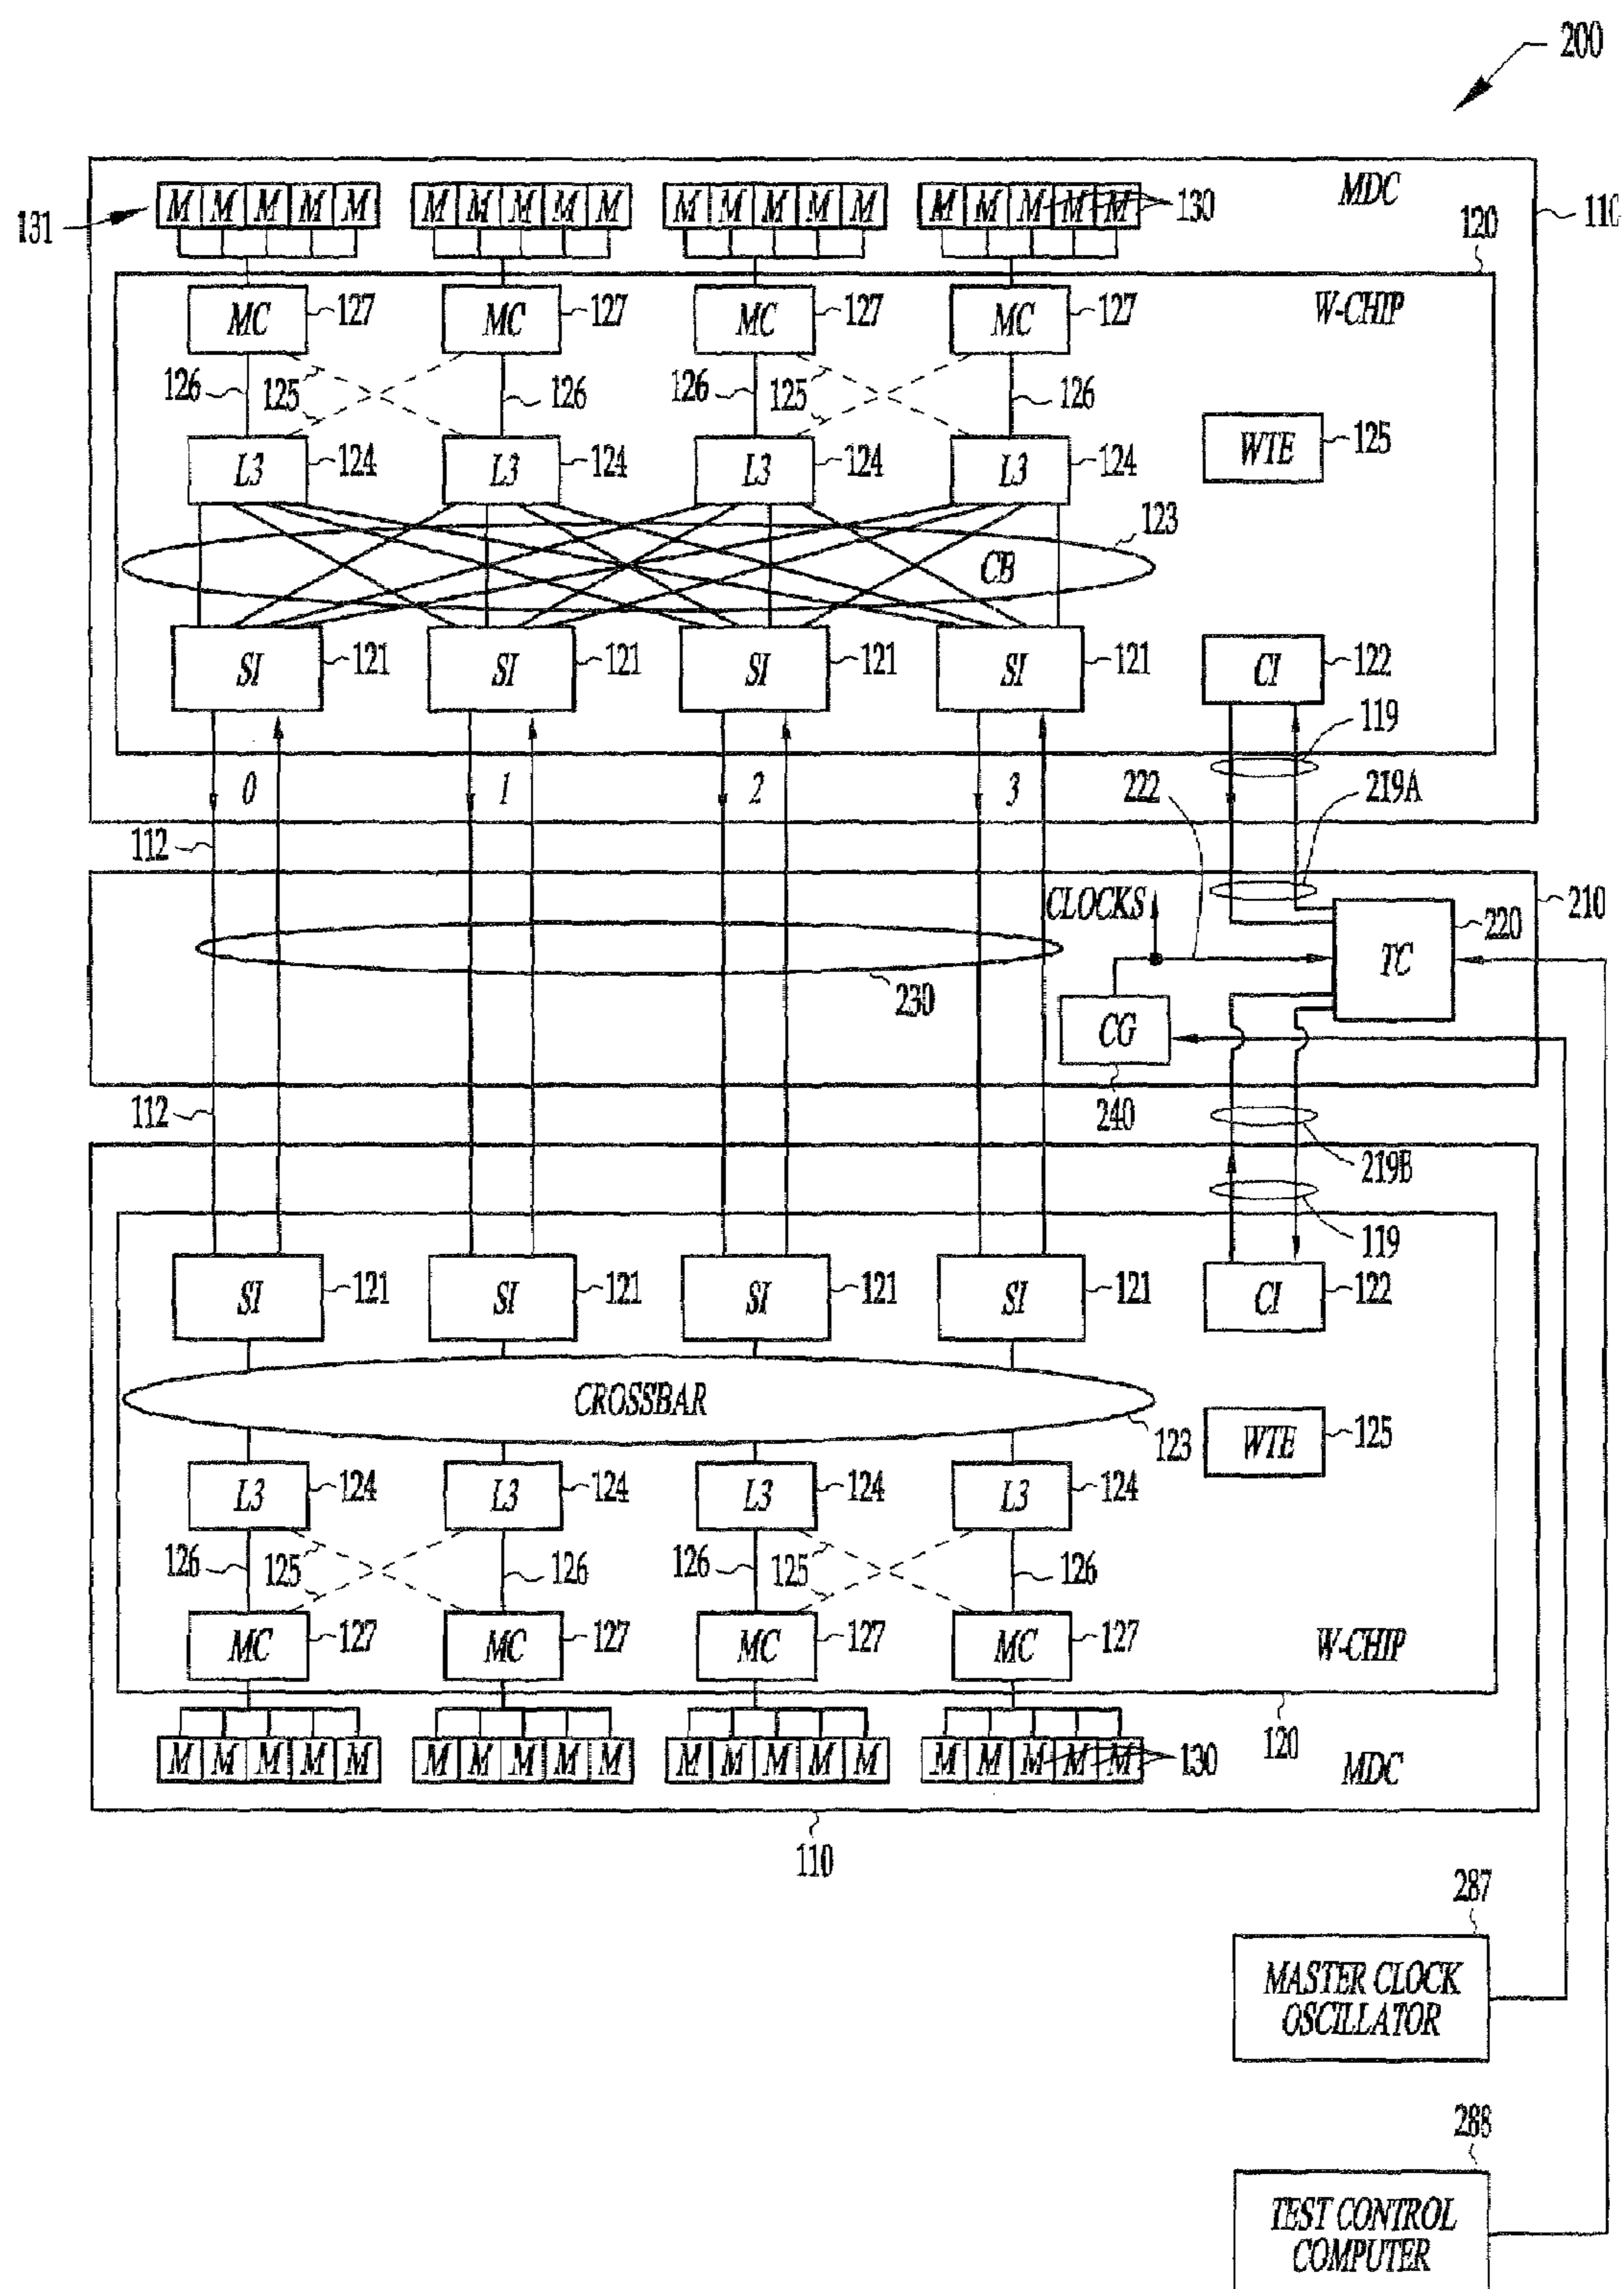 200
M M M M M M M M M M M M M M M M M M M M 130 MDC
131
110
120
MC 127 MC 127 MC 127 MC 127 W-CHIP
126 125 126 126 125 126
L3 124 L3 124 L3 124 L3 124 WTE 125
123
CB
SI 121 SI 121 SI 121 SI 121 CI 122
119
0 1 2 3 222 219A
112
CLOCKS 210
220
TC
230
CG
112 240
219B
119
SI 121 SI 121 SI 121 SI 121 CI 122
CROSSBAR
123 WTE 125
L3 124 L3 124 L3 124 L3 124
126 125 126 126 125 126
MC 127 MC 127 MC 127 MC 127 W-CHIP
120
M M M M M M M M M M M M M M M M M M M M 130 MDC
110
287
MASTER CLOCK
OSCILLATOR
288
TEST CONTROL
COMPUTER